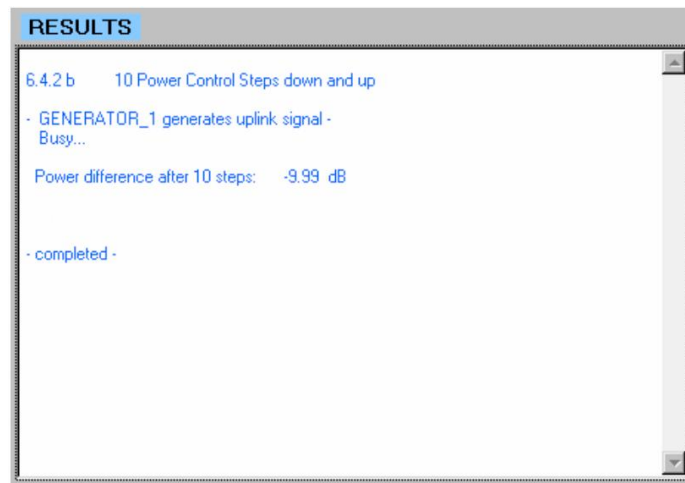 RESULTS
6.4.2 b 10 Power Control Steps down and up
- GENERATOR_1 generates uplink signal -
Busy...
Power difference after 10 steps: -9.99 dB
- completed -